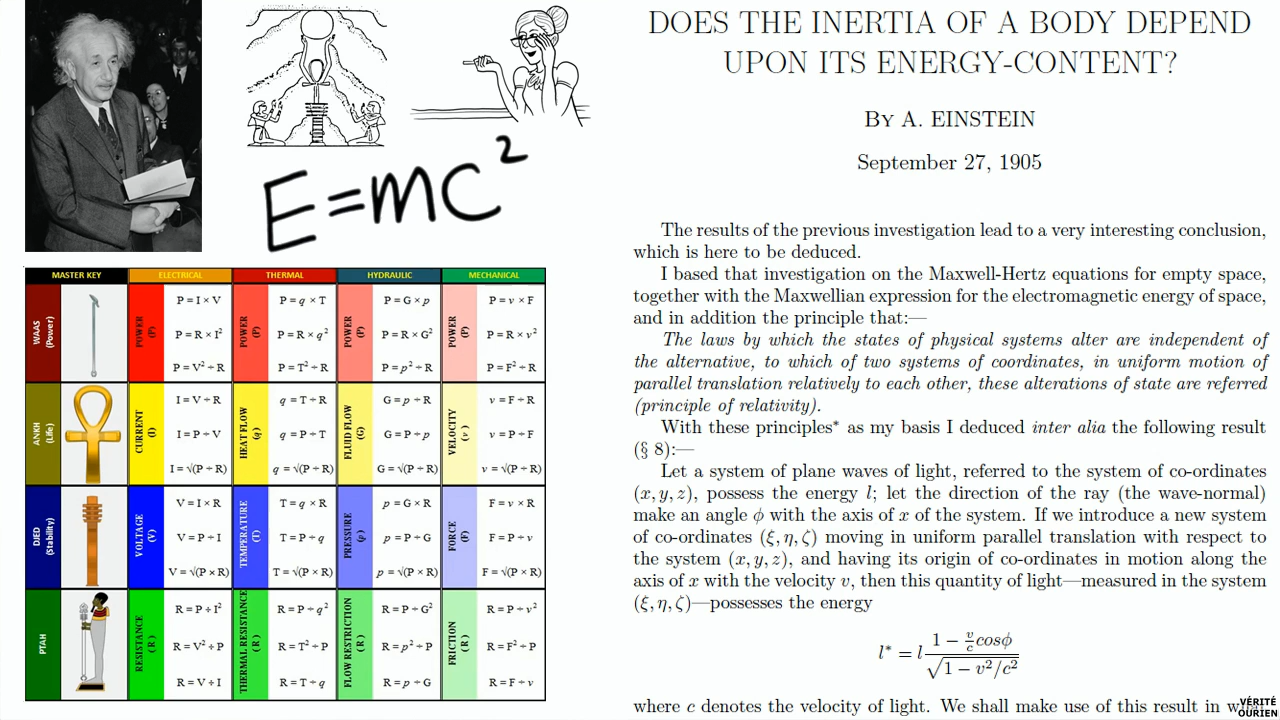 E=mc²
MASTER KEY ELECTRICAL THERMAL HYDRAULIC MECHANICAL
WAAS
(Power)
POWER
(P)
P = I × V
P = R × I²
P = V² ÷ R
POWER
(P)
P = q × T
P = R × q²
P = T² ÷ R
POWER
(P)
P = G × p
P = R × G²
P = p² ÷ R
POWER
(P)
P = v × F
P = R × v²
P = F² ÷ R
ANKH
(Life)
CURRENT
(I)
I = V ÷ R
I = P ÷ V
I = √(P ÷ R)
HEAT FLOW
(q)
q = T ÷ R
q = P ÷ T
q = √(P ÷ R)
FLUID FLOW
(G)
G = p ÷ R
G = P ÷ p
G = √(P ÷ R)
VELOCITY
(v)
v = F ÷ R
v = P ÷ F
v = √(P ÷ R)
DJED
(Stability)
VOLTAGE
(V)
V = I × R
V = P ÷ I
V = √(P × R)
TEMPERATURE
(T)
T = q × R
T = P ÷ q
T = √(P × R)
PRESSURE
(p)
p = G × R
p = P ÷ G
p = √(P × R)
FORCE
(F)
F = v × R
F = P ÷ v
F = √(P × R)
PTAH
RESISTANCE
(R)
R = P ÷ I²
R = V² ÷ P
R = V ÷ I
THERMAL RESISTANCE
(R)
R = P ÷ q²
R = T² ÷ P
R = T ÷ q
FLOW RESTRICTION
(R)
R = P ÷ G²
R = p² ÷ P
R = p ÷ G
FRICTION
(R)
R = P ÷ v²
R = F² ÷ P
R = F ÷ v
DOES THE INERTIA OF A BODY DEPEND
UPON ITS ENERGY-CONTENT?
By A. EINSTEIN
September 27, 1905
The results of the previous investigation lead to a very interesting conclusion,
which is here to be deduced.
I based that investigation on the Maxwell-Hertz equations for empty space,
together with the Maxwellian expression for the electromagnetic energy of space,
and in addition the principle that:—
The laws by which the states of physical systems alter are independent of
the alternative, to which of two systems of coordinates, in uniform motion of
parallel translation relatively to each other, these alterations of state are referred
(principle of relativity).
With these principles* as my basis I deduced inter alia the following result
(§ 8):—
Let a system of plane waves of light, referred to the system of co-ordinates
(x, y, z), possess the energy l; let the direction of the ray (the wave-normal)
make an angle ϕ with the axis of x of the system. If we introduce a new system
of co-ordinates (ξ, η, ζ) moving in uniform parallel translation with respect to
the system (x, y, z), and having its origin of co-ordinates in motion along the
axis of x with the velocity v, then this quantity of light—measured in the system
(ξ, η, ζ)—possesses the energy
l* = l (1 − v/c cosϕ) / √(1 − v²/c²)
where c denotes the velocity of light. We shall make use of this result in
VÉRITÉ
OURIEN